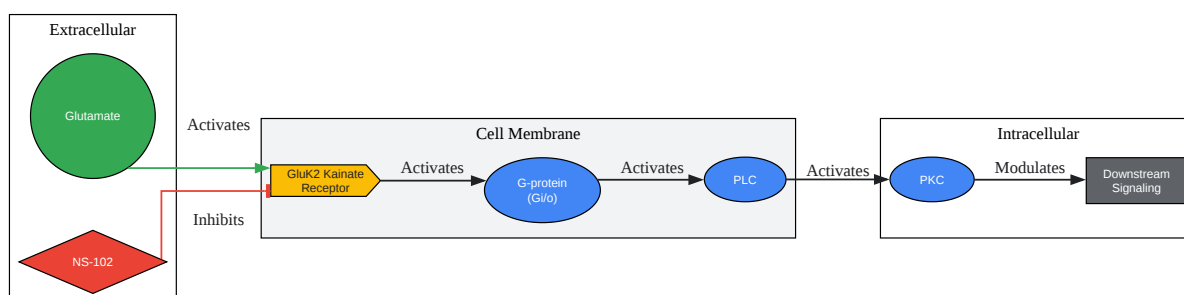 Extracellular
Glutamate
NS-102
Activates
Inhibits
Cell Membrane
GluK2 Kainate
Receptor
Activates
G-protein
(Gi/o)
Activates
PLC
Activates
Intracellular
PKC
Modulates
Downstream
Signaling